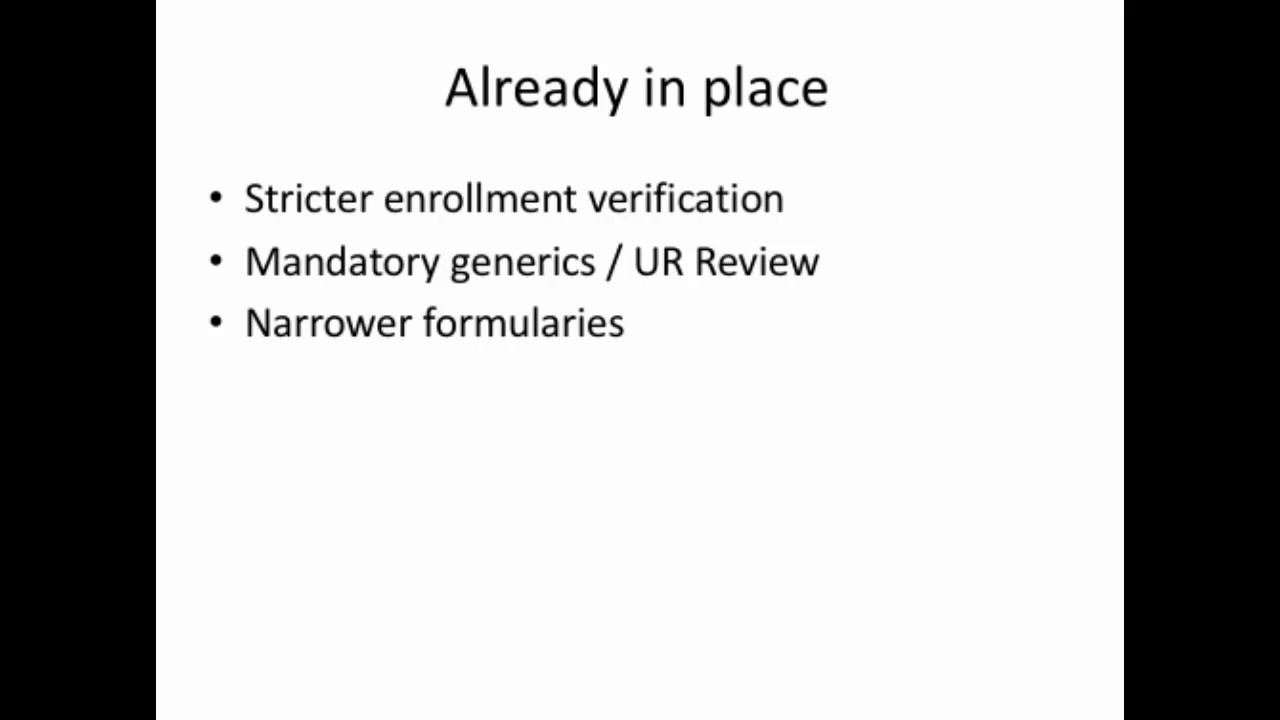 Already in place
• Stricter enrollment verification
• Mandatory generics / UR Review
• Narrower formularies